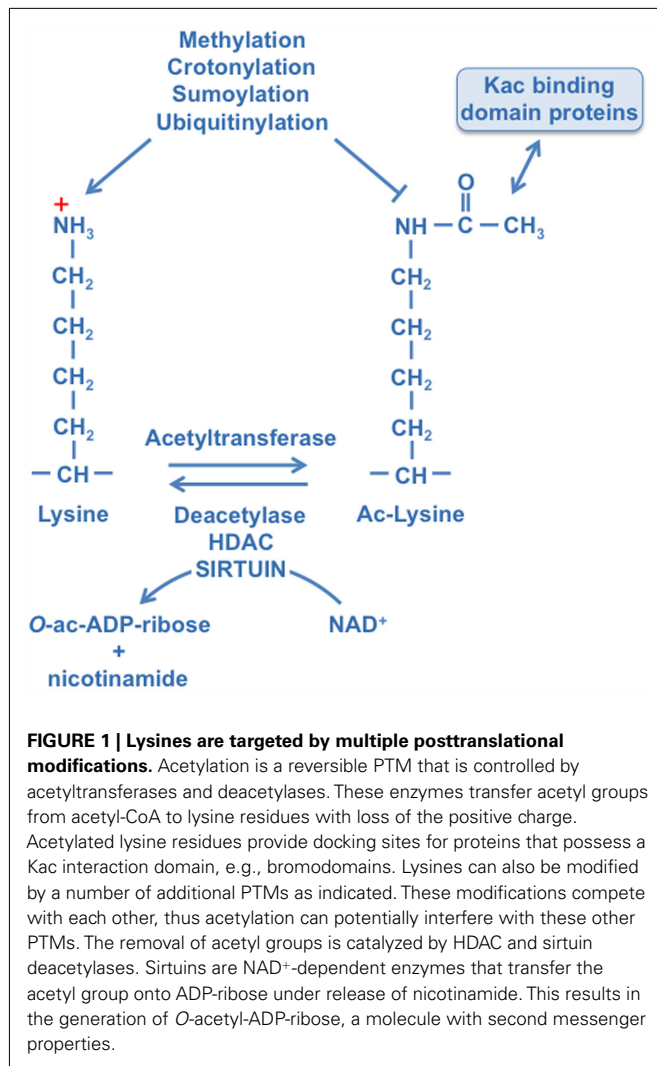 Methylation
Crotonylation
Sumoylation
Ubiquitinylation
Kac binding
domain proteins
+
NH₃
CH₂
CH₂
CH₂
CH₂
— CH —
Lysine
O
NH — C — CH₃
CH₂
CH₂
CH₂
CH₂
— CH —
Ac-Lysine
Acetyltransferase
Deacetylase
HDAC
SIRTUIN
O-ac-ADP-ribose
+
nicotinamide
NAD⁺
FIGURE 1 | Lysines are targeted by multiple posttranslational
modifications. Acetylation is a reversible PTM that is controlled by
acetyltransferases and deacetylases. These enzymes transfer acetyl groups
from acetyl-CoA to lysine residues with loss of the positive charge.
Acetylated lysine residues provide docking sites for proteins that possess a
Kac interaction domain, e.g., bromodomains. Lysines can also be modified
by a number of additional PTMs as indicated. These modifications compete
with each other, thus acetylation can potentially interfere with these other
PTMs. The removal of acetyl groups is catalyzed by HDAC and sirtuin
deacetylases. Sirtuins are NAD⁺-dependent enzymes that transfer the
acetyl group onto ADP-ribose under release of nicotinamide. This results in
the generation of O-acetyl-ADP-ribose, a molecule with second messenger
properties.